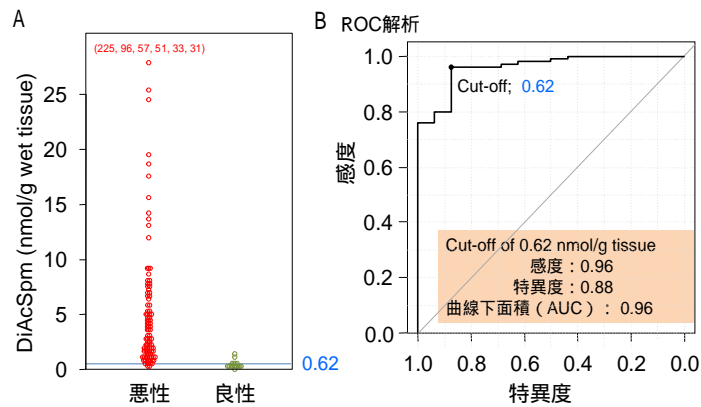 A
(225, 96, 57, 51, 33, 31)
DiAcSpm (nmol/g wet tissue)
25
20
15
10
5
0
0.62
悪性
良性
B
ROC解析
感度
1.0
0.8
0.6
0.4
0.2
0.0
Cut-off; 0.62
Cut-off of 0.62 nmol/g tissue
感度：0.96
特異度：0.88
曲線下面積（AUC）： 0.96
1.0
0.8
0.6
0.4
0.2
0.0
特異度